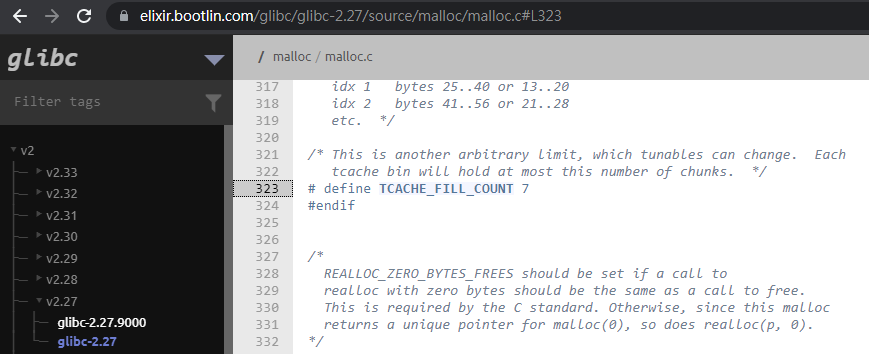 elixir.bootlin.com/glibc/glibc-2.27/source/malloc/malloc.c#L323
glibc
/ malloc / malloc.c
Filter tags
v2
v2.33
v2.32
v2.31
v2.30
v2.29
v2.28
v2.27
glibc-2.27.9000
glibc-2.27
317 idx 1 bytes 25..40 or 13..20
318 idx 2 bytes 41..56 or 21..28
319 etc. */
320
321 /* This is another arbitrary limit, which tunables can change. Each
322 tcache bin will hold at most this number of chunks. */
323 # define TCACHE_FILL_COUNT 7
324 #endif
325
326
327 /*
328 REALLOC_ZERO_BYTES_FREES should be set if a call to
329 realloc with zero bytes should be the same as a call to free.
330 This is required by the C standard. Otherwise, since this malloc
331 returns a unique pointer for malloc(0), so does realloc(p, 0).
332 */